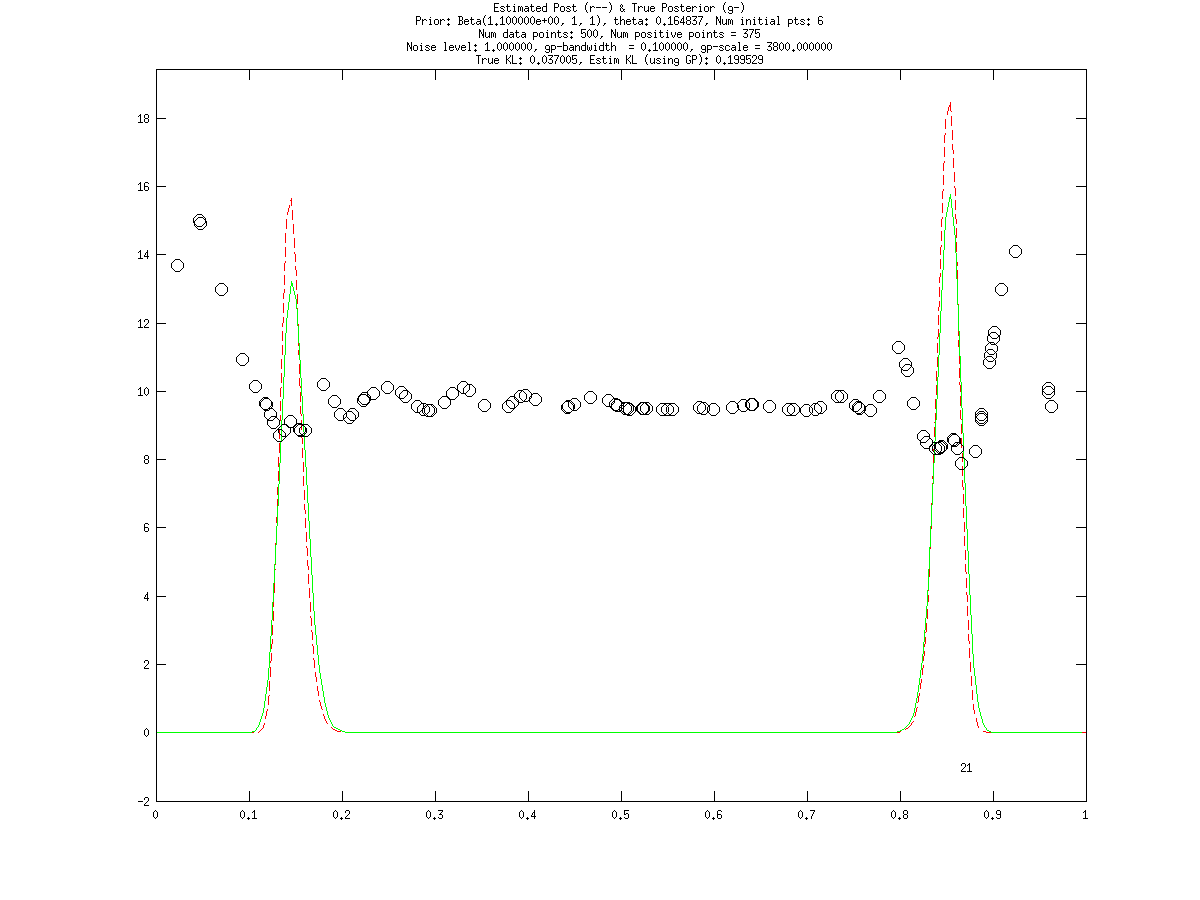 Estimated Post (r--) & True Posterior (g-)
Prior: Beta(1.100000e+00, 1, 1), theta: 0.164837, Num initial pts: 6
Num data points: 500, Num positive points = 375
Noise level: 1.000000, gp-bandwidth  = 0.100000, gp-scale = 3800.000000
True KL: 0.037005, Estim KL (using GP): 0.199529
18
16
14
12
10
8
6
4
2
0
21
-2
0 0.1 0.2 0.3 0.4 0.5 0.6 0.7 0.8 0.9 1